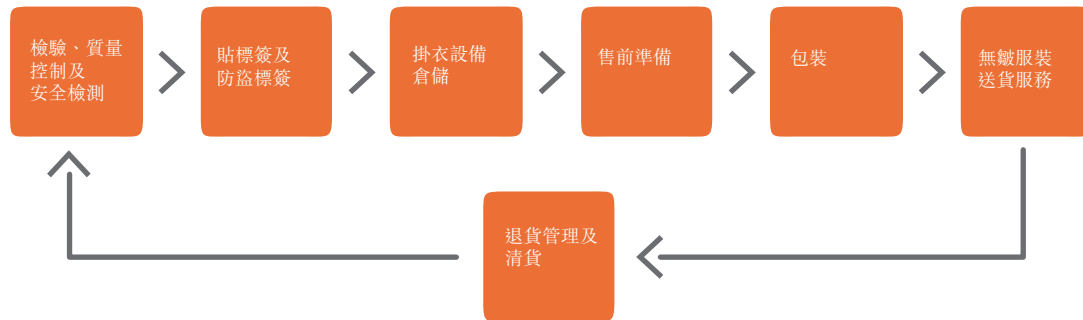 檢驗、質量
控制及
安全檢測
貼標簽及
防盜標簽
掛衣設備
倉儲
售前準備
包裝
無皺服裝
送貨服務
退貨管理及
清貨